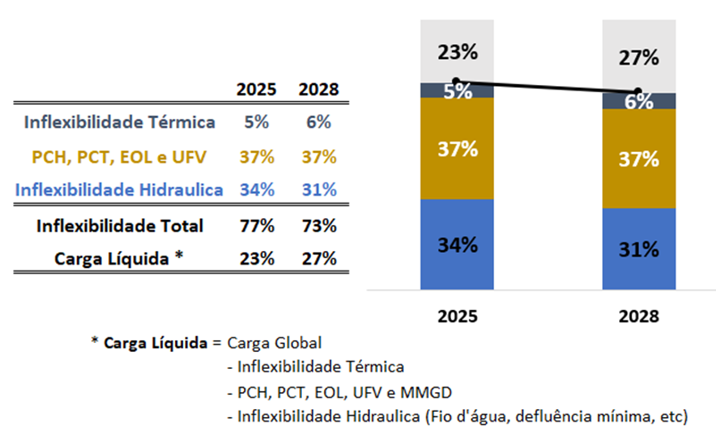 2025 2028
Inflexibilidade Térmica 5% 6%
PCH, PCT, EOL e UFV 37% 37%
Inflexibilidade Hidraulica 34% 31%
Inflexibilidade Total 77% 73%
Carga Líquida * 23% 27%
23% 27%
5% 6%
37% 37%
34% 31%
2025 2028
* Carga Líquida = Carga Global
- Inflexibilidade Térmica
- PCH, PCT, EOL, UFV e MMGD
- Inflexibilidade Hidraulica (Fio d'água, defluência mínima, etc)